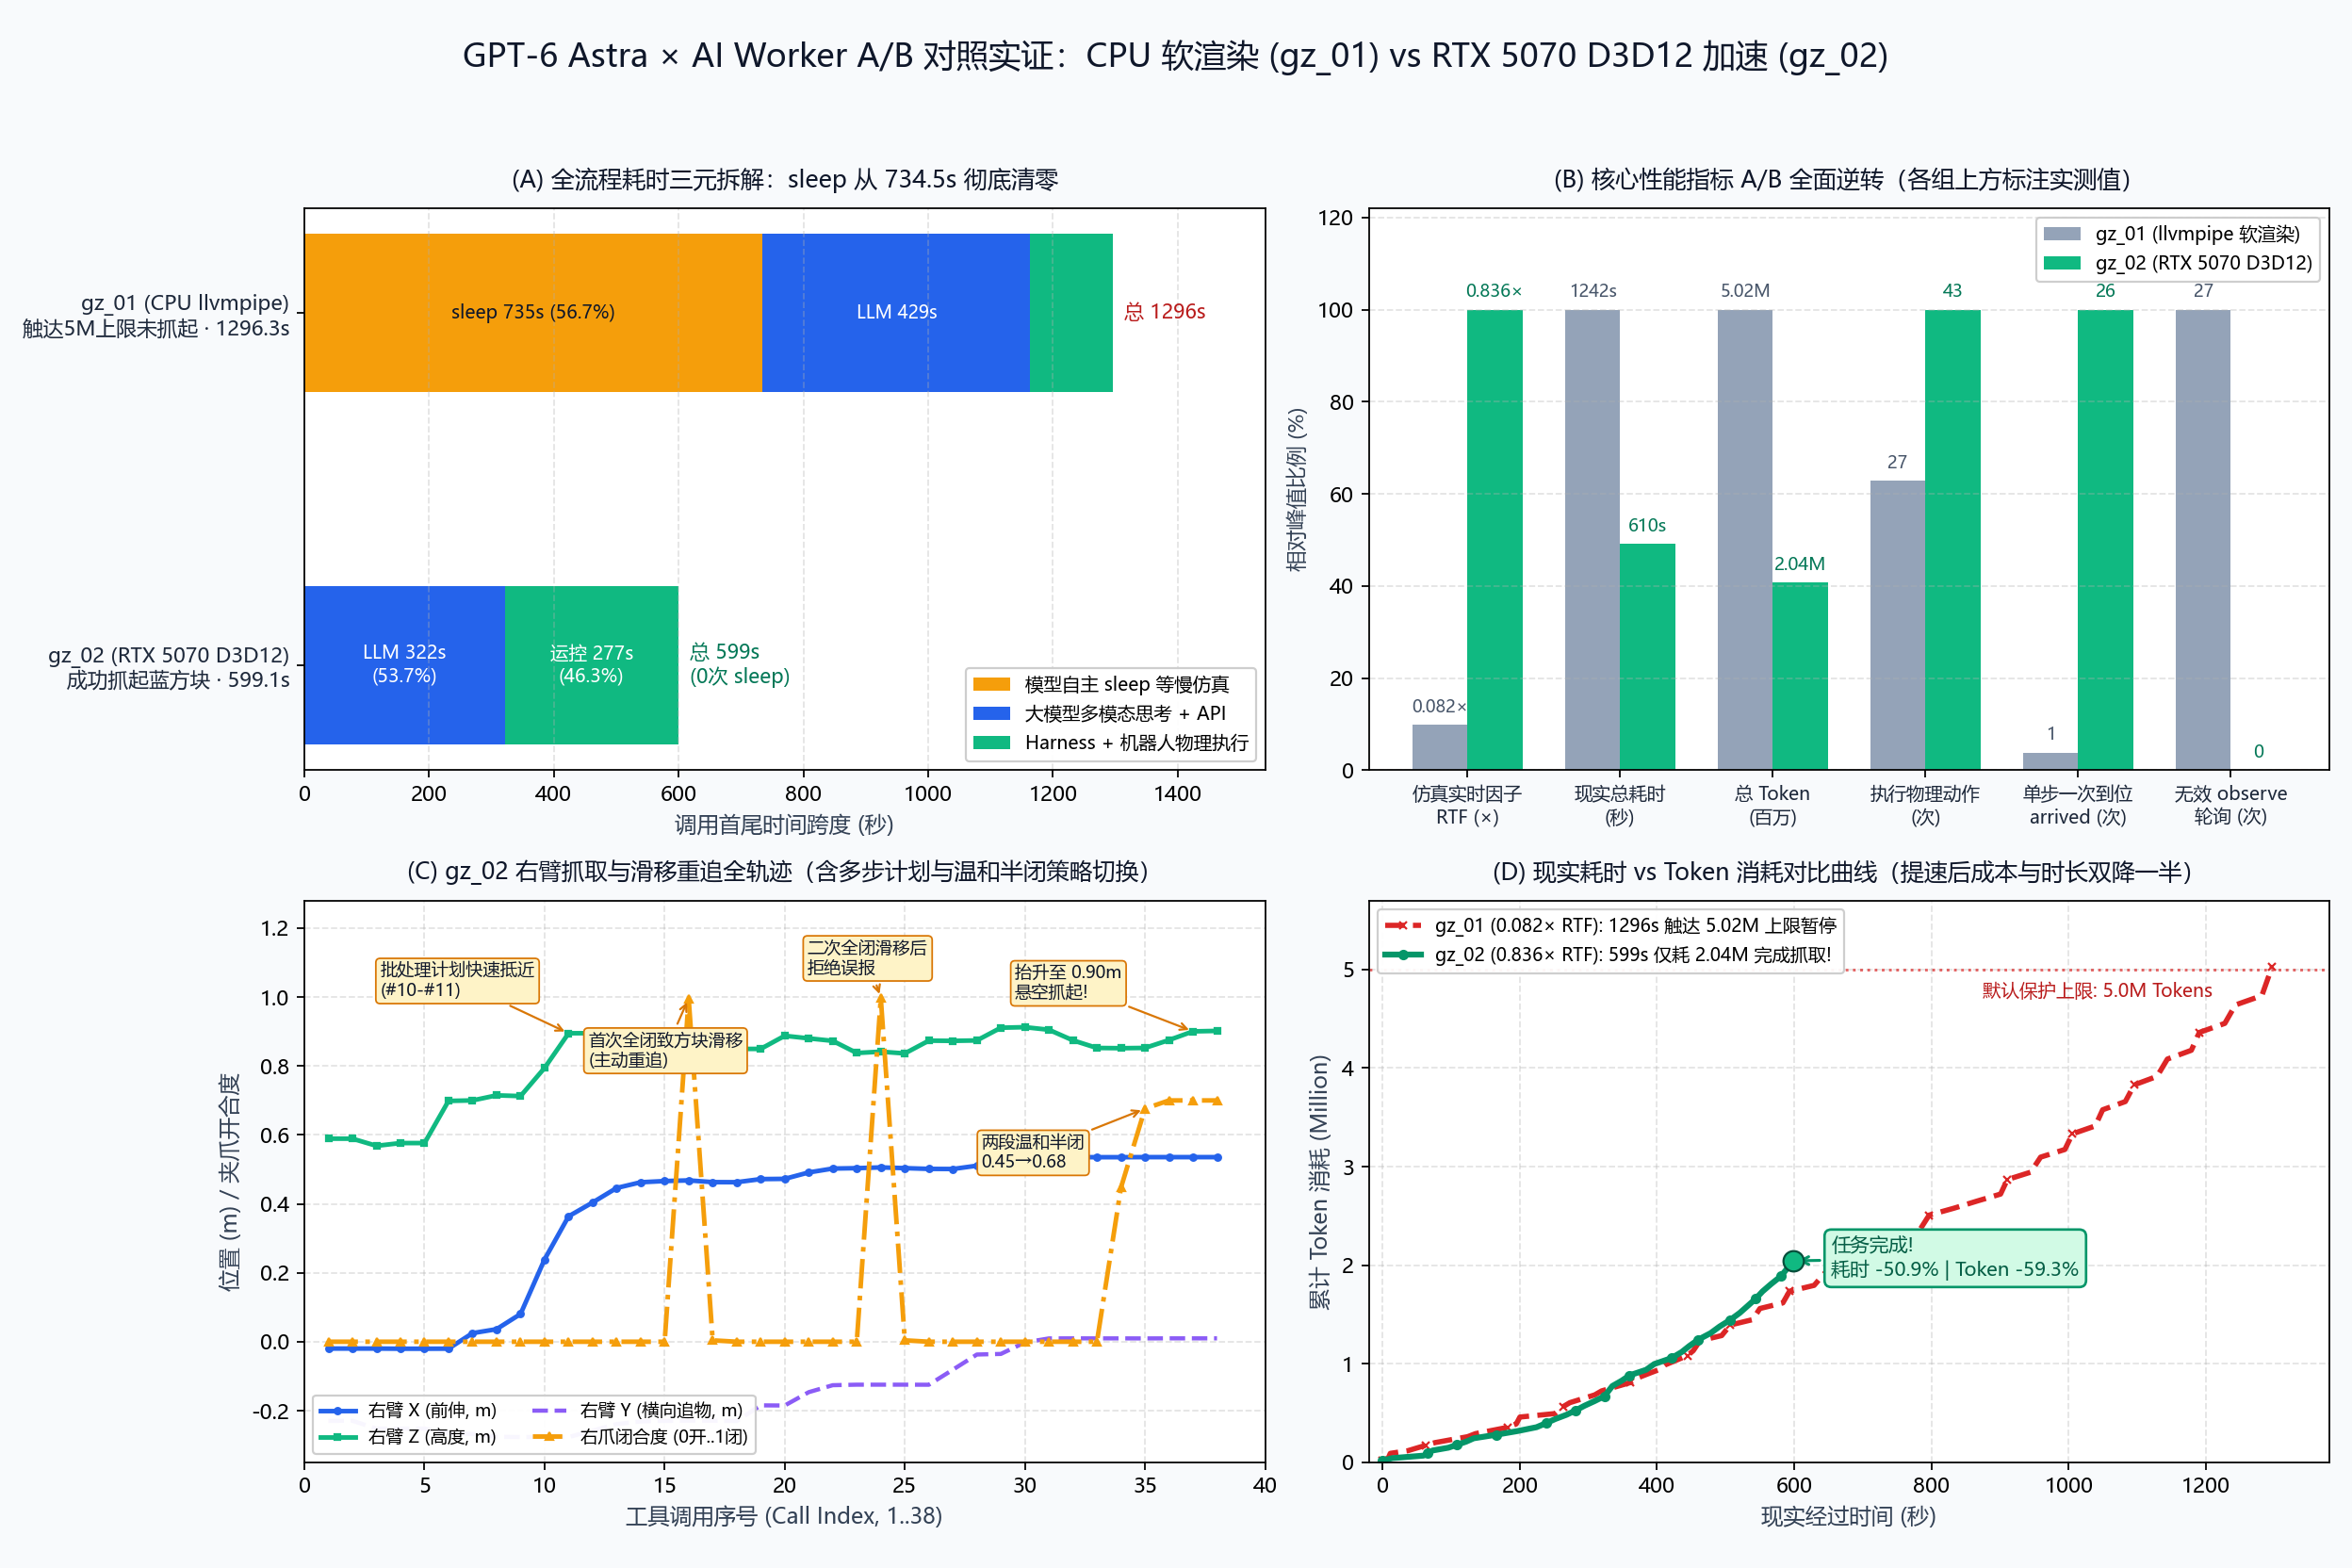 GPT-6 Astra × AI Worker A/B 对照实证：CPU 软渲染 (gz_01) vs RTX 5070 D3D12 加速 (gz_02)
(A) 全流程耗时三元拆解：sleep 从 734.5s 彻底清零
gz_01 (CPU llvmpipe)
触达5M上限未抓起 · 1296.3s
sleep 735s (56.7%)
LLM 429s
总 1296s
gz_02 (RTX 5070 D3D12)
成功抓起蓝方块 · 599.1s
LLM 322s
(53.7%)
运控 277s
(46.3%)
总 599s
(0次 sleep)
模型自主 sleep 等慢仿真
大模型多模态思考 + API
Harness + 机器人物理执行
0
200
400
600
800
1000
1200
1400
调用首尾时间跨度 (秒)
(B) 核心性能指标 A/B 全面逆转（各组上方标注实测值）
gz_01 (llvmpipe 软渲染)
gz_02 (RTX 5070 D3D12)
相对峰值比例 (%)
120
100
80
60
40
20
0
0.082×
0.836×
1242s
610s
5.02M
2.04M
27
43
1
26
27
0
仿真实时因子
RTF (×)
现实总耗时
(秒)
总 Token
(百万)
执行物理动作
(次)
单步一次到位
arrived (次)
无效 observe
轮询 (次)
(C) gz_02 右臂抓取与滑移重追全轨迹（含多步计划与温和半闭策略切换）
位置 (m) / 夹爪开合度
1.2
1.0
0.8
0.6
0.4
0.2
0.0
-0.2
批处理计划快速抵近
(#10-#11)
首次全闭致方块滑移
(主动重追)
二次全闭滑移后
拒绝误报
抬升至 0.90m
悬空抓起!
两段温和半闭
0.45→0.68
右臂 X (前伸, m)
右臂 Z (高度, m)
右臂 Y (横向追物, m)
右爪闭合度 (0开..1闭)
0
5
10
15
20
25
30
35
40
工具调用序号 (Call Index, 1..38)
(D) 现实耗时 vs Token 消耗对比曲线（提速后成本与时长双降一半）
gz_01 (0.082× RTF): 1296s 触达 5.02M 上限暂停
gz_02 (0.836× RTF): 599s 仅耗 2.04M 完成抓取!
默认保护上限: 5.0M Tokens
任务完成!
耗时 -50.9% | Token -59.3%
累计 Token 消耗 (Million)
5
4
3
2
1
0
0
200
400
600
800
1000
1200
现实经过时间 (秒)